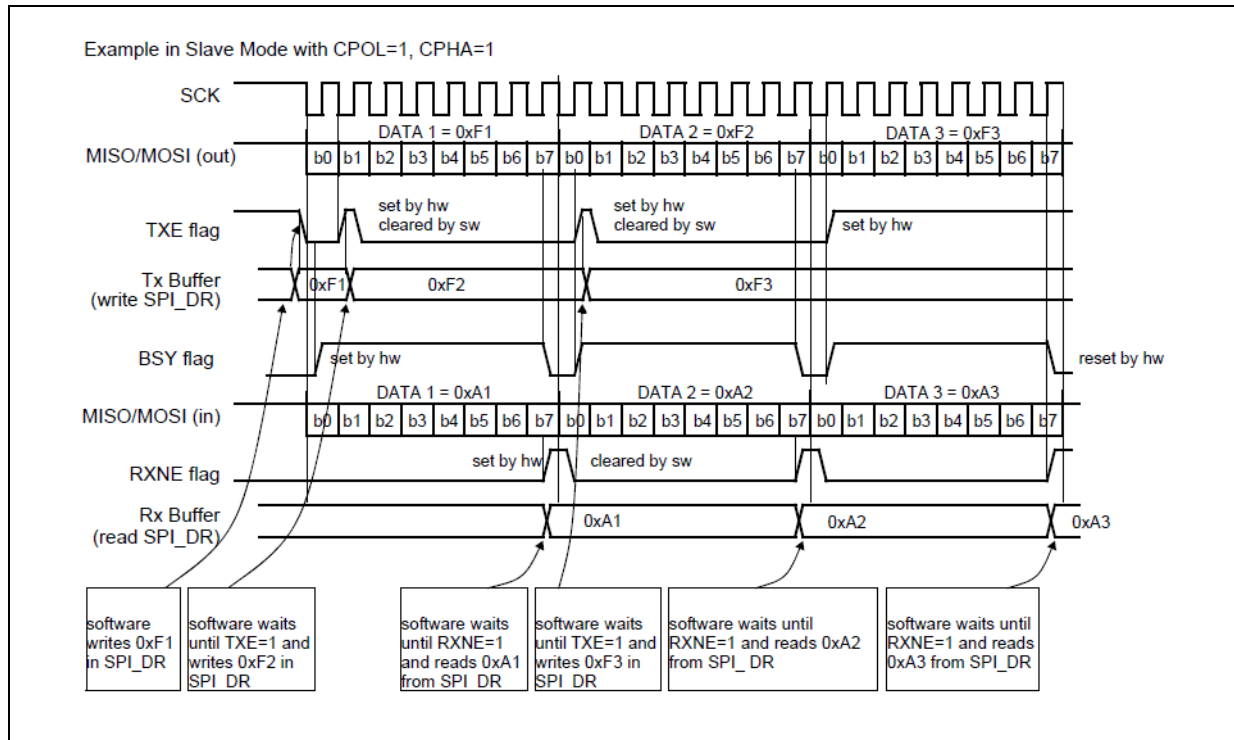 Example in Slave Mode with CPOL=1, CPHA=1
SCK
DATA 1 = 0xF1 DATA 2 = 0xF2 DATA 3 = 0xF3
MISO/MOSI (out) b0 b1 b2 b3 b4 b5 b6 b7 b0 b1 b2 b3 b4 b5 b6 b7 b0 b1 b2 b3 b4 b5 b6 b7
set by hw set by hw
TXE flag cleared by sw cleared by sw set by hw
Tx Buffer 0xF1 0xF2 0xF3
(write SPI_DR)
BSY flag set by hw reset by hw
DATA 1 = 0xA1 DATA 2 = 0xA2 DATA 3 = 0xA3
MISO/MOSI (in) b0 b1 b2 b3 b4 b5 b6 b7 b0 b1 b2 b3 b4 b5 b6 b7 b0 b1 b2 b3 b4 b5 b6 b7
RXNE flag set by hw cleared by sw
Rx Buffer 0xA1 0xA2 0xA3
(read SPI_DR)
software
writes 0xF1
in SPI_DR
software waits
until TXE=1 and
writes 0xF2 in
SPI_DR
software waits
until RXNE=1
and reads 0xA1
from SPI_DR
software waits
until TXE=1 and
writes 0xF3 in
SPI_DR
software waits until
RXNE=1 and reads 0xA2
from SPI_ DR
software waits until
RXNE=1 and reads
0xA3 from SPI_DR